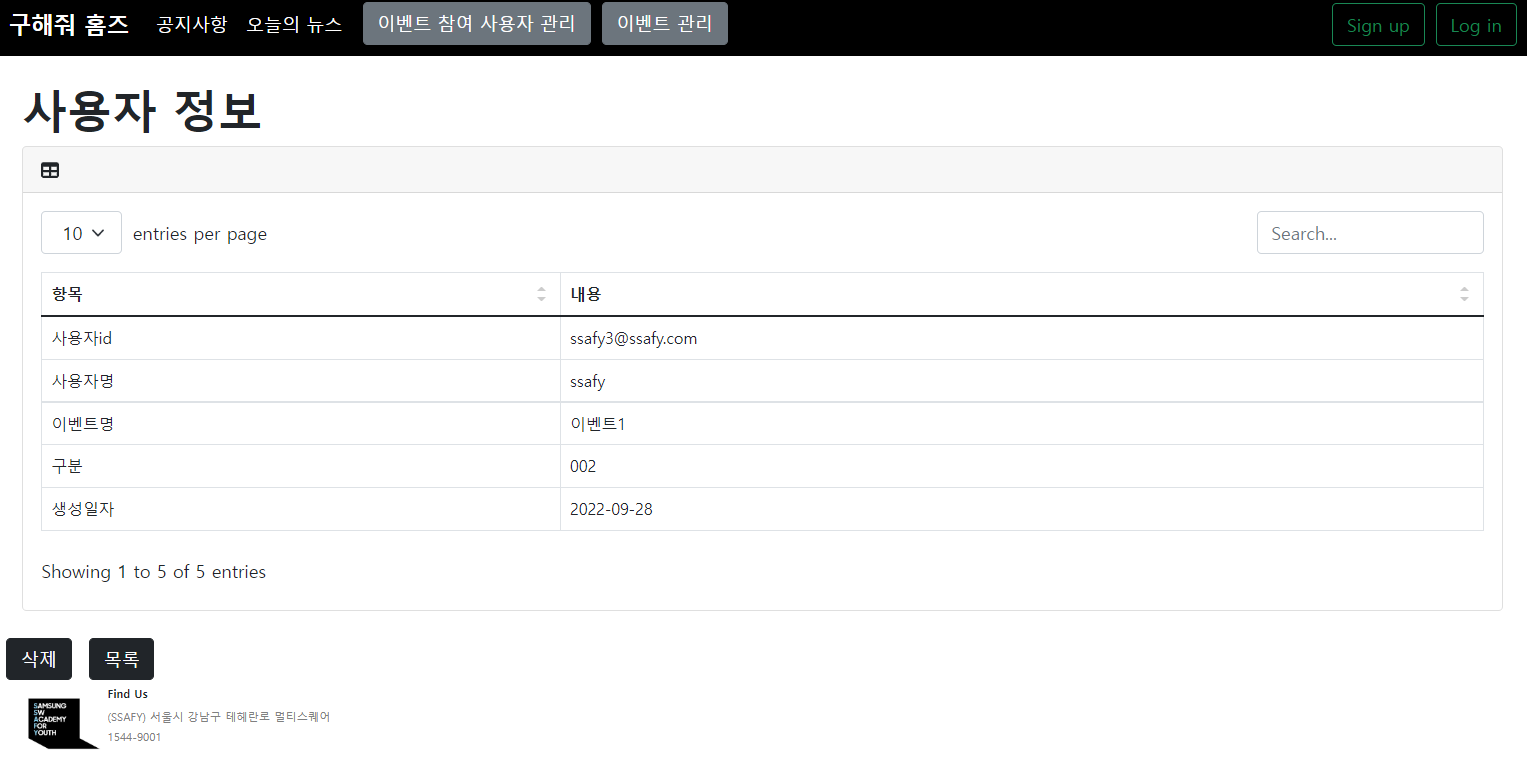 구해줘 홈즈 공지사항 오늘의 뉴스 이벤트 참여 사용자 관리 이벤트 관리 Sign up Log in
사용자 정보
10 entries per page Search...
항목 내용
사용자id ssafy3@ssafy.com
사용자명 ssafy
이벤트명 이벤트1
구분 002
생성일자 2022-09-28
Showing 1 to 5 of 5 entries
삭제 목록
SAMSUNG
SW
ACADEMY
FOR
YOUTH
Find Us
(SSAFY) 서울시 강남구 테헤란로 멀티스퀘어
1544-9001